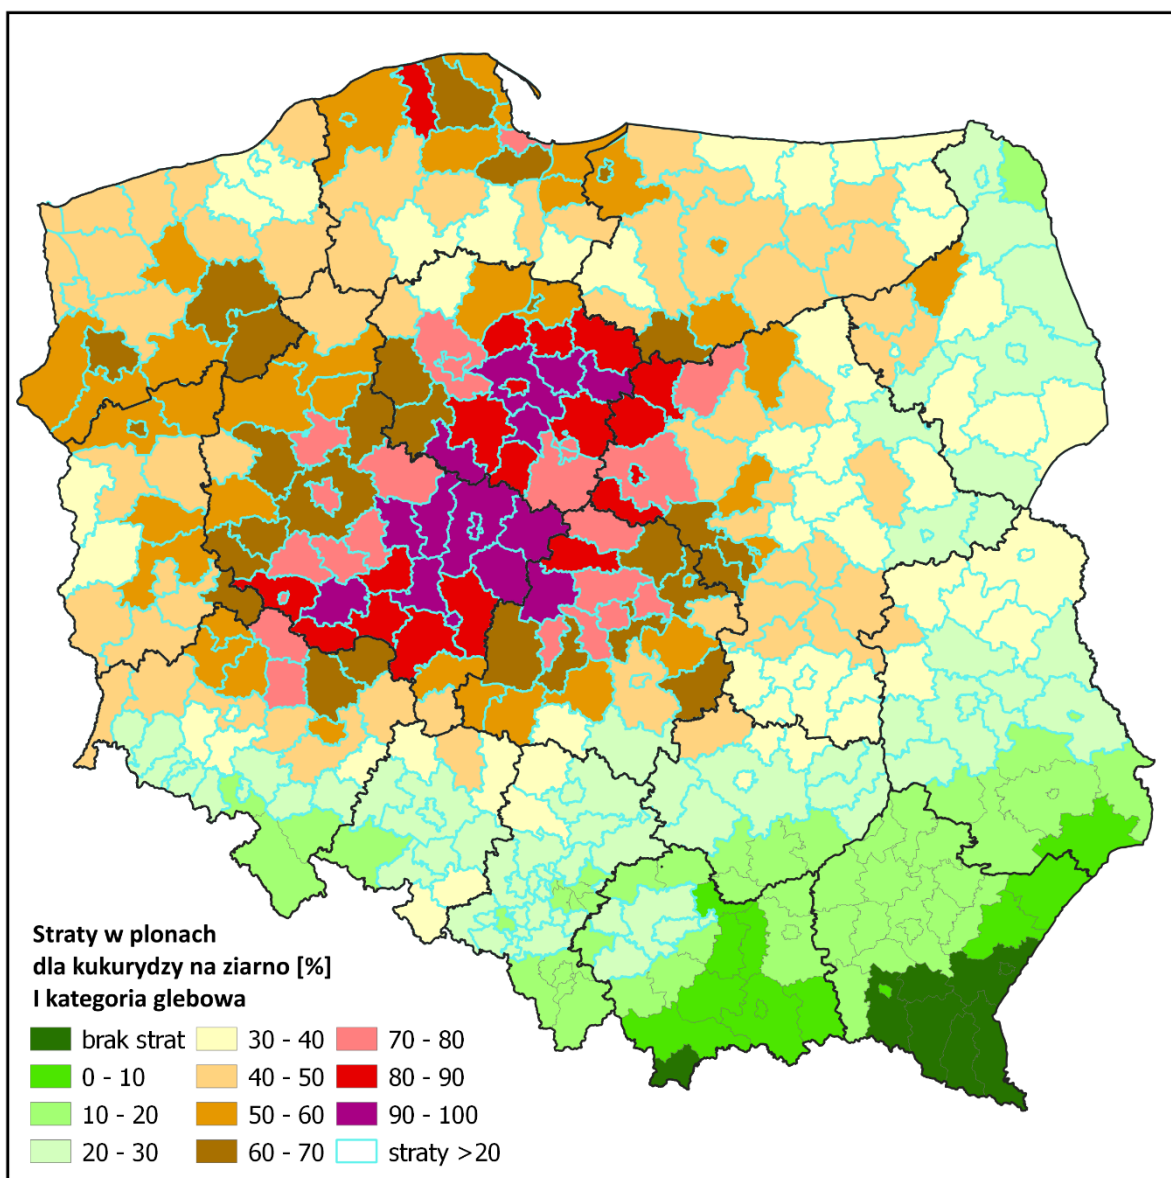 Straty w plonach
dla kukurydzy na ziarno [%]
I kategoria glebowa
brak strat
0 - 10
10 - 20
20 - 30
30 - 40
40 - 50
50 - 60
60 - 70
70 - 80
80 - 90
90 - 100
straty >20